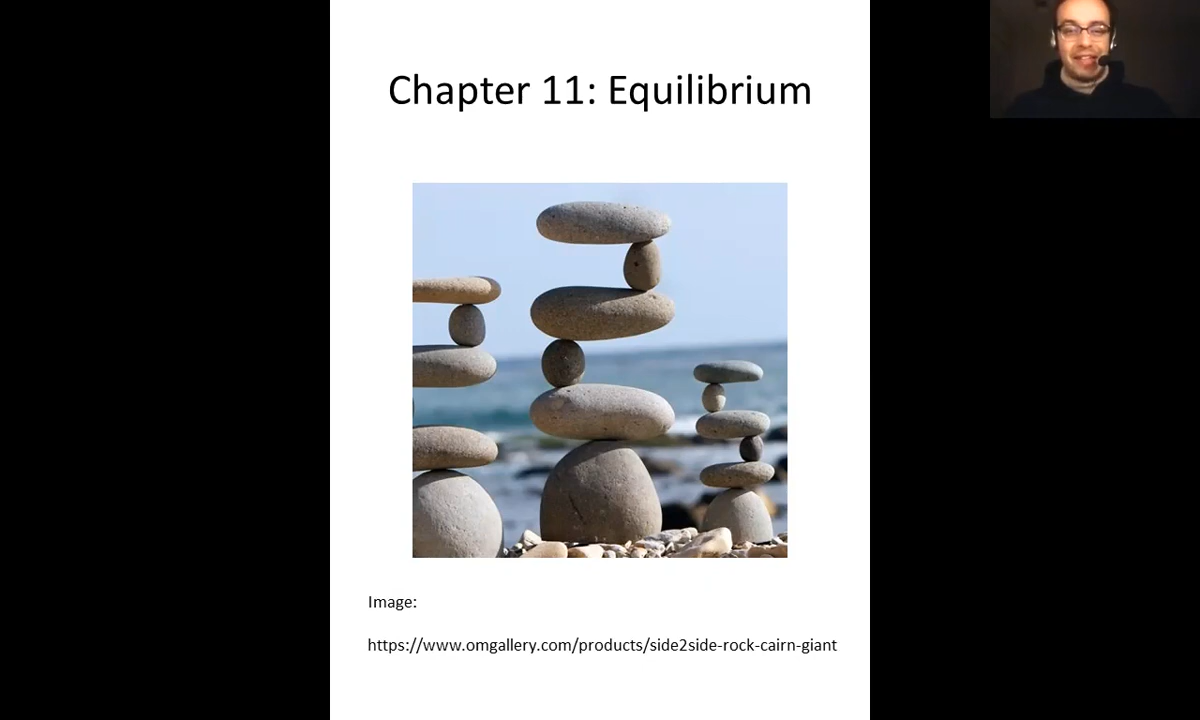 Chapter 11: Equilibrium
Image:
https://www.omgallery.com/products/side2side-rock-cairn-giant